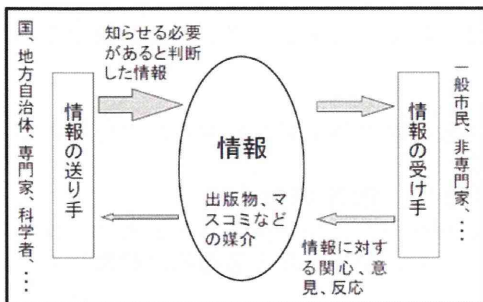 国、地方自治体、専門家、科学者、・・・
情報の送り手
知らせる必要
があると判断
した情報
情報
出版物、マ
スコミなど
の媒介
情報に対す
る関心、意
見、反応
情報の受け手
一般市民、非専門家、・・・